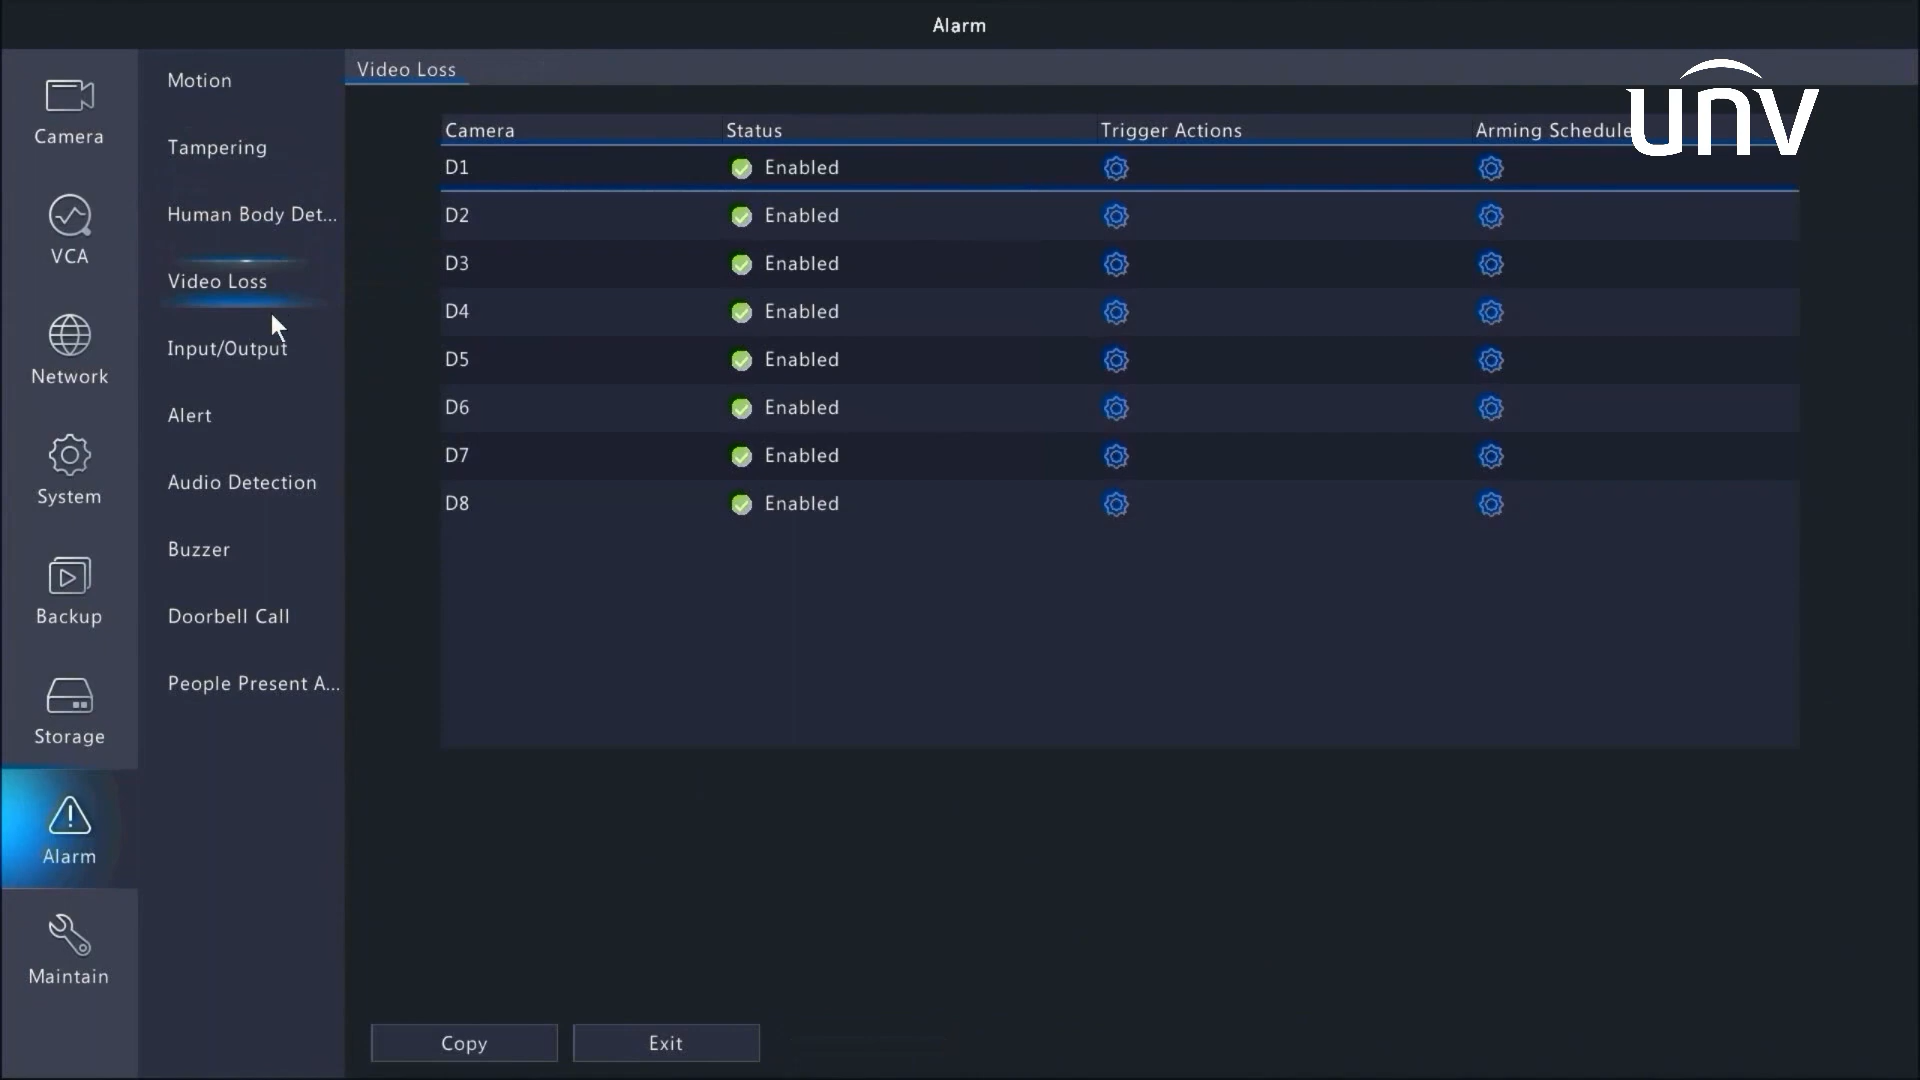 Alarm
Camera
VCA
Network
System
Backup
Storage
Alarm
Maintain
Motion
Tampering
Human Body Det...
Video Loss
Input/Output
Alert
Audio Detection
Buzzer
Doorbell Call
People Present A...
Video Loss
unv
Camera Status Trigger Actions Arming Schedule
D1 Enabled
D2 Enabled
D3 Enabled
D4 Enabled
D5 Enabled
D6 Enabled
D7 Enabled
D8 Enabled
Copy Exit